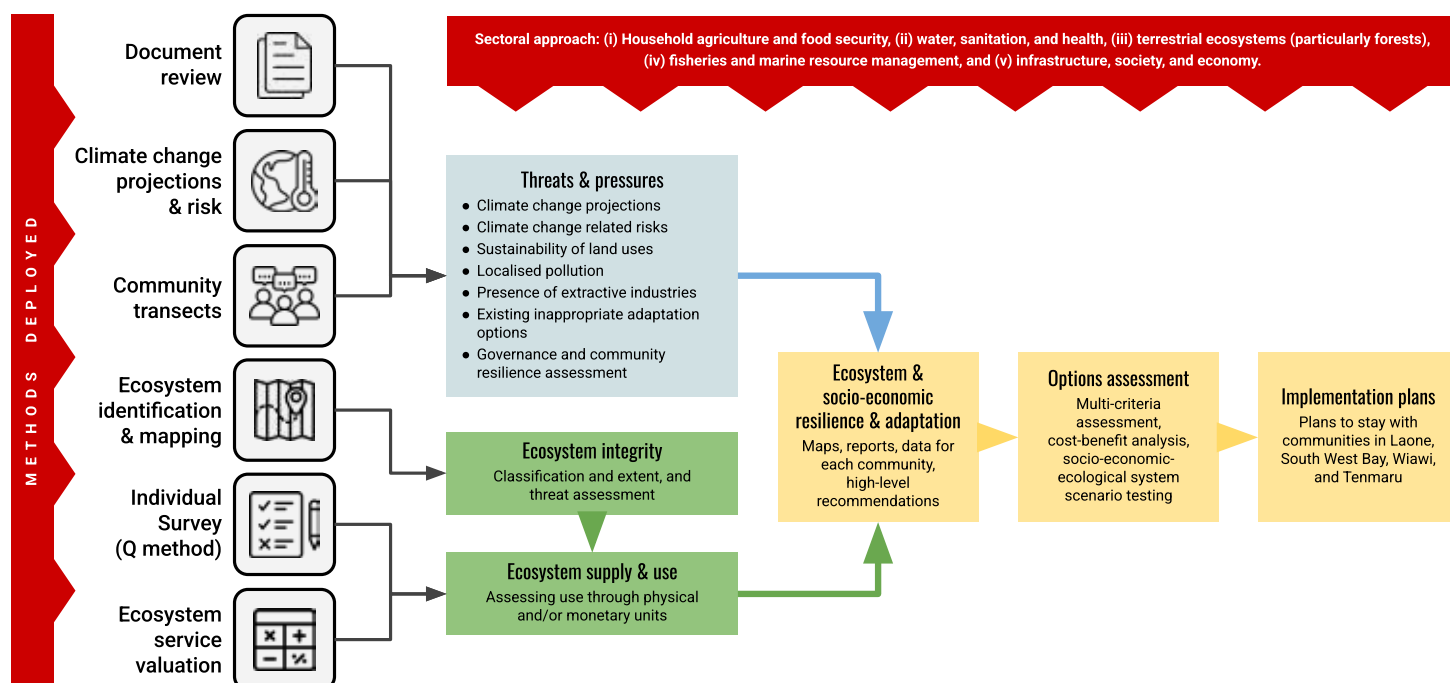 METHODS DEPLOYED
Document
review
Climate change
projections
& risk
Community
transects
Ecosystem
identification
& mapping
Individual
Survey
(Q method)
Ecosystem
service
valuation
Sectoral approach: (i) Household agriculture and food security, (ii) water, sanitation, and health, (iii) terrestrial ecosystems (particularly forests),
(iv) fisheries and marine resource management, and (v) infrastructure, society, and economy.
Threats & pressures
● Climate change projections
● Climate change related risks
● Sustainability of land uses
● Localised pollution
● Presence of extractive industries
● Existing inappropriate adaptation
options
● Governance and community
resilience assessment
Ecosystem integrity
Classification and extent, and
threat assessment
Ecosystem supply & use
Assessing use through physical
and/or monetary units
Ecosystem &
socio-economic
resilience & adaptation
Maps, reports, data for
each community,
high-level
recommendations
Options assessment
Multi-criteria
assessment,
cost-benefit analysis,
socio-economic-
ecological system
scenario testing
Implementation plans
Plans to stay with
communities in Laone,
South West Bay, Wiawi,
and Tenmaru